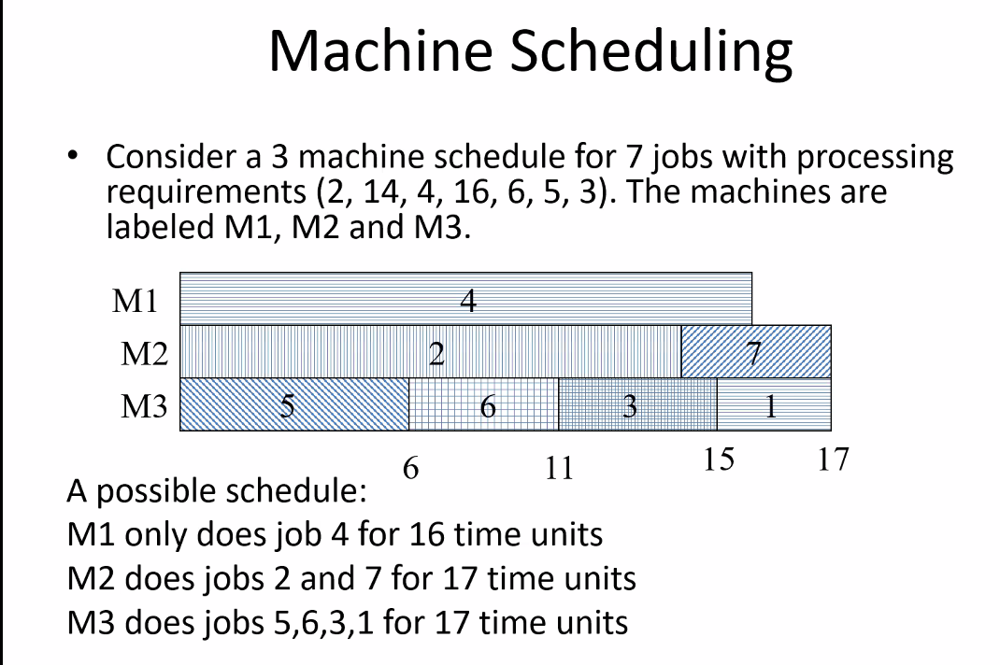 Machine Scheduling
• Consider a 3 machine schedule for 7 jobs with processing
requirements (2, 14, 4, 16, 6, 5, 3). The machines are
labeled M1, M2 and M3.
M1 4
M2 2 7
M3 5 6 3 1
6 11 15 17
A possible schedule:
M1 only does job 4 for 16 time units
M2 does jobs 2 and 7 for 17 time units
M3 does jobs 5,6,3,1 for 17 time units